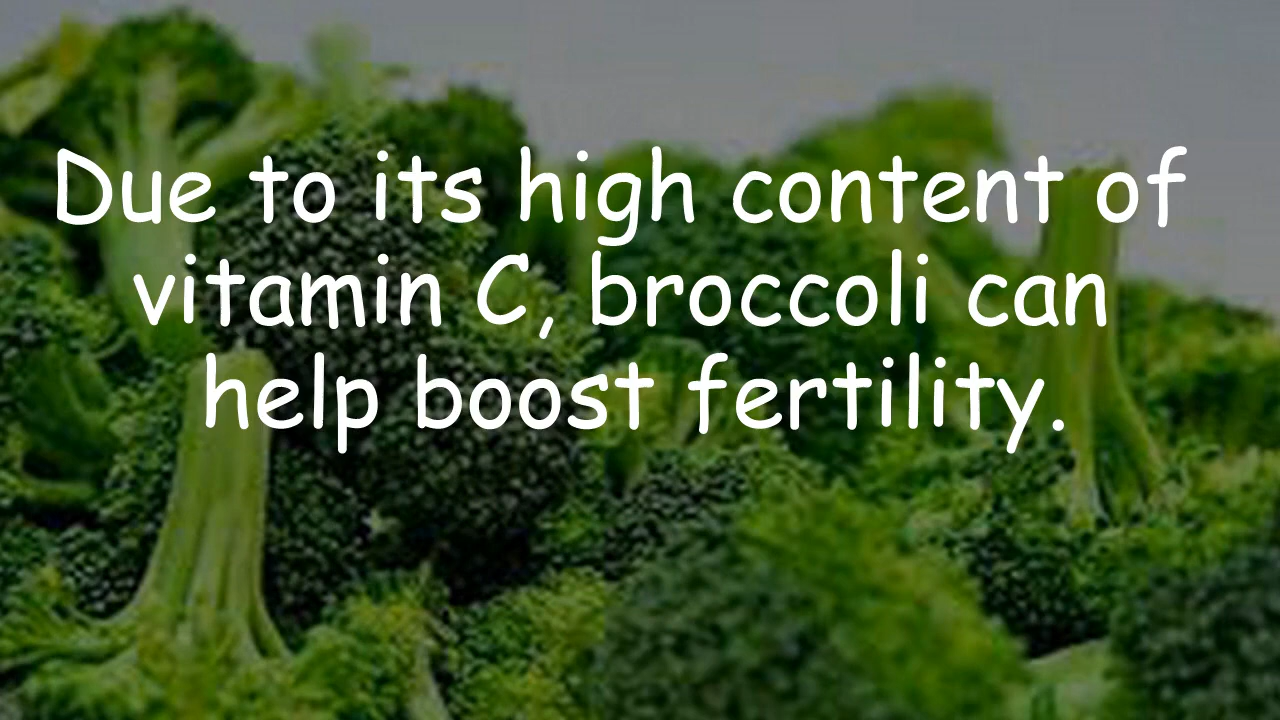 Due to its high content of
vitamin C, broccoli can
help boost fertility.